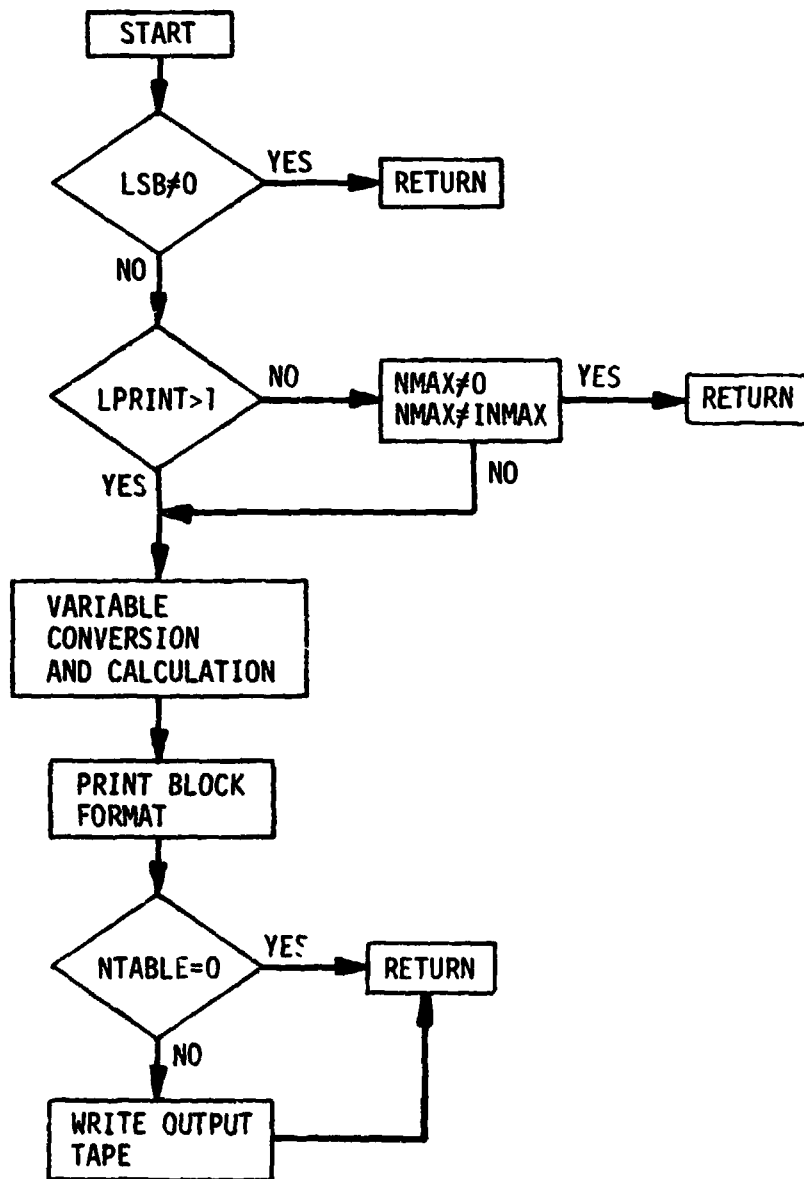 START
LSB≠0
YES
RETURN
NO
LPRINT>1
NO
NMAX≠0
NMAX≠INMAX
YES
RETURN
YES
NO
VARIABLE
CONVERSION
AND CALCULATION
PRINT BLOCK
FORMAT
NTABLE=0
YES
RETURN
NO
WRITE OUTPUT
TAPE